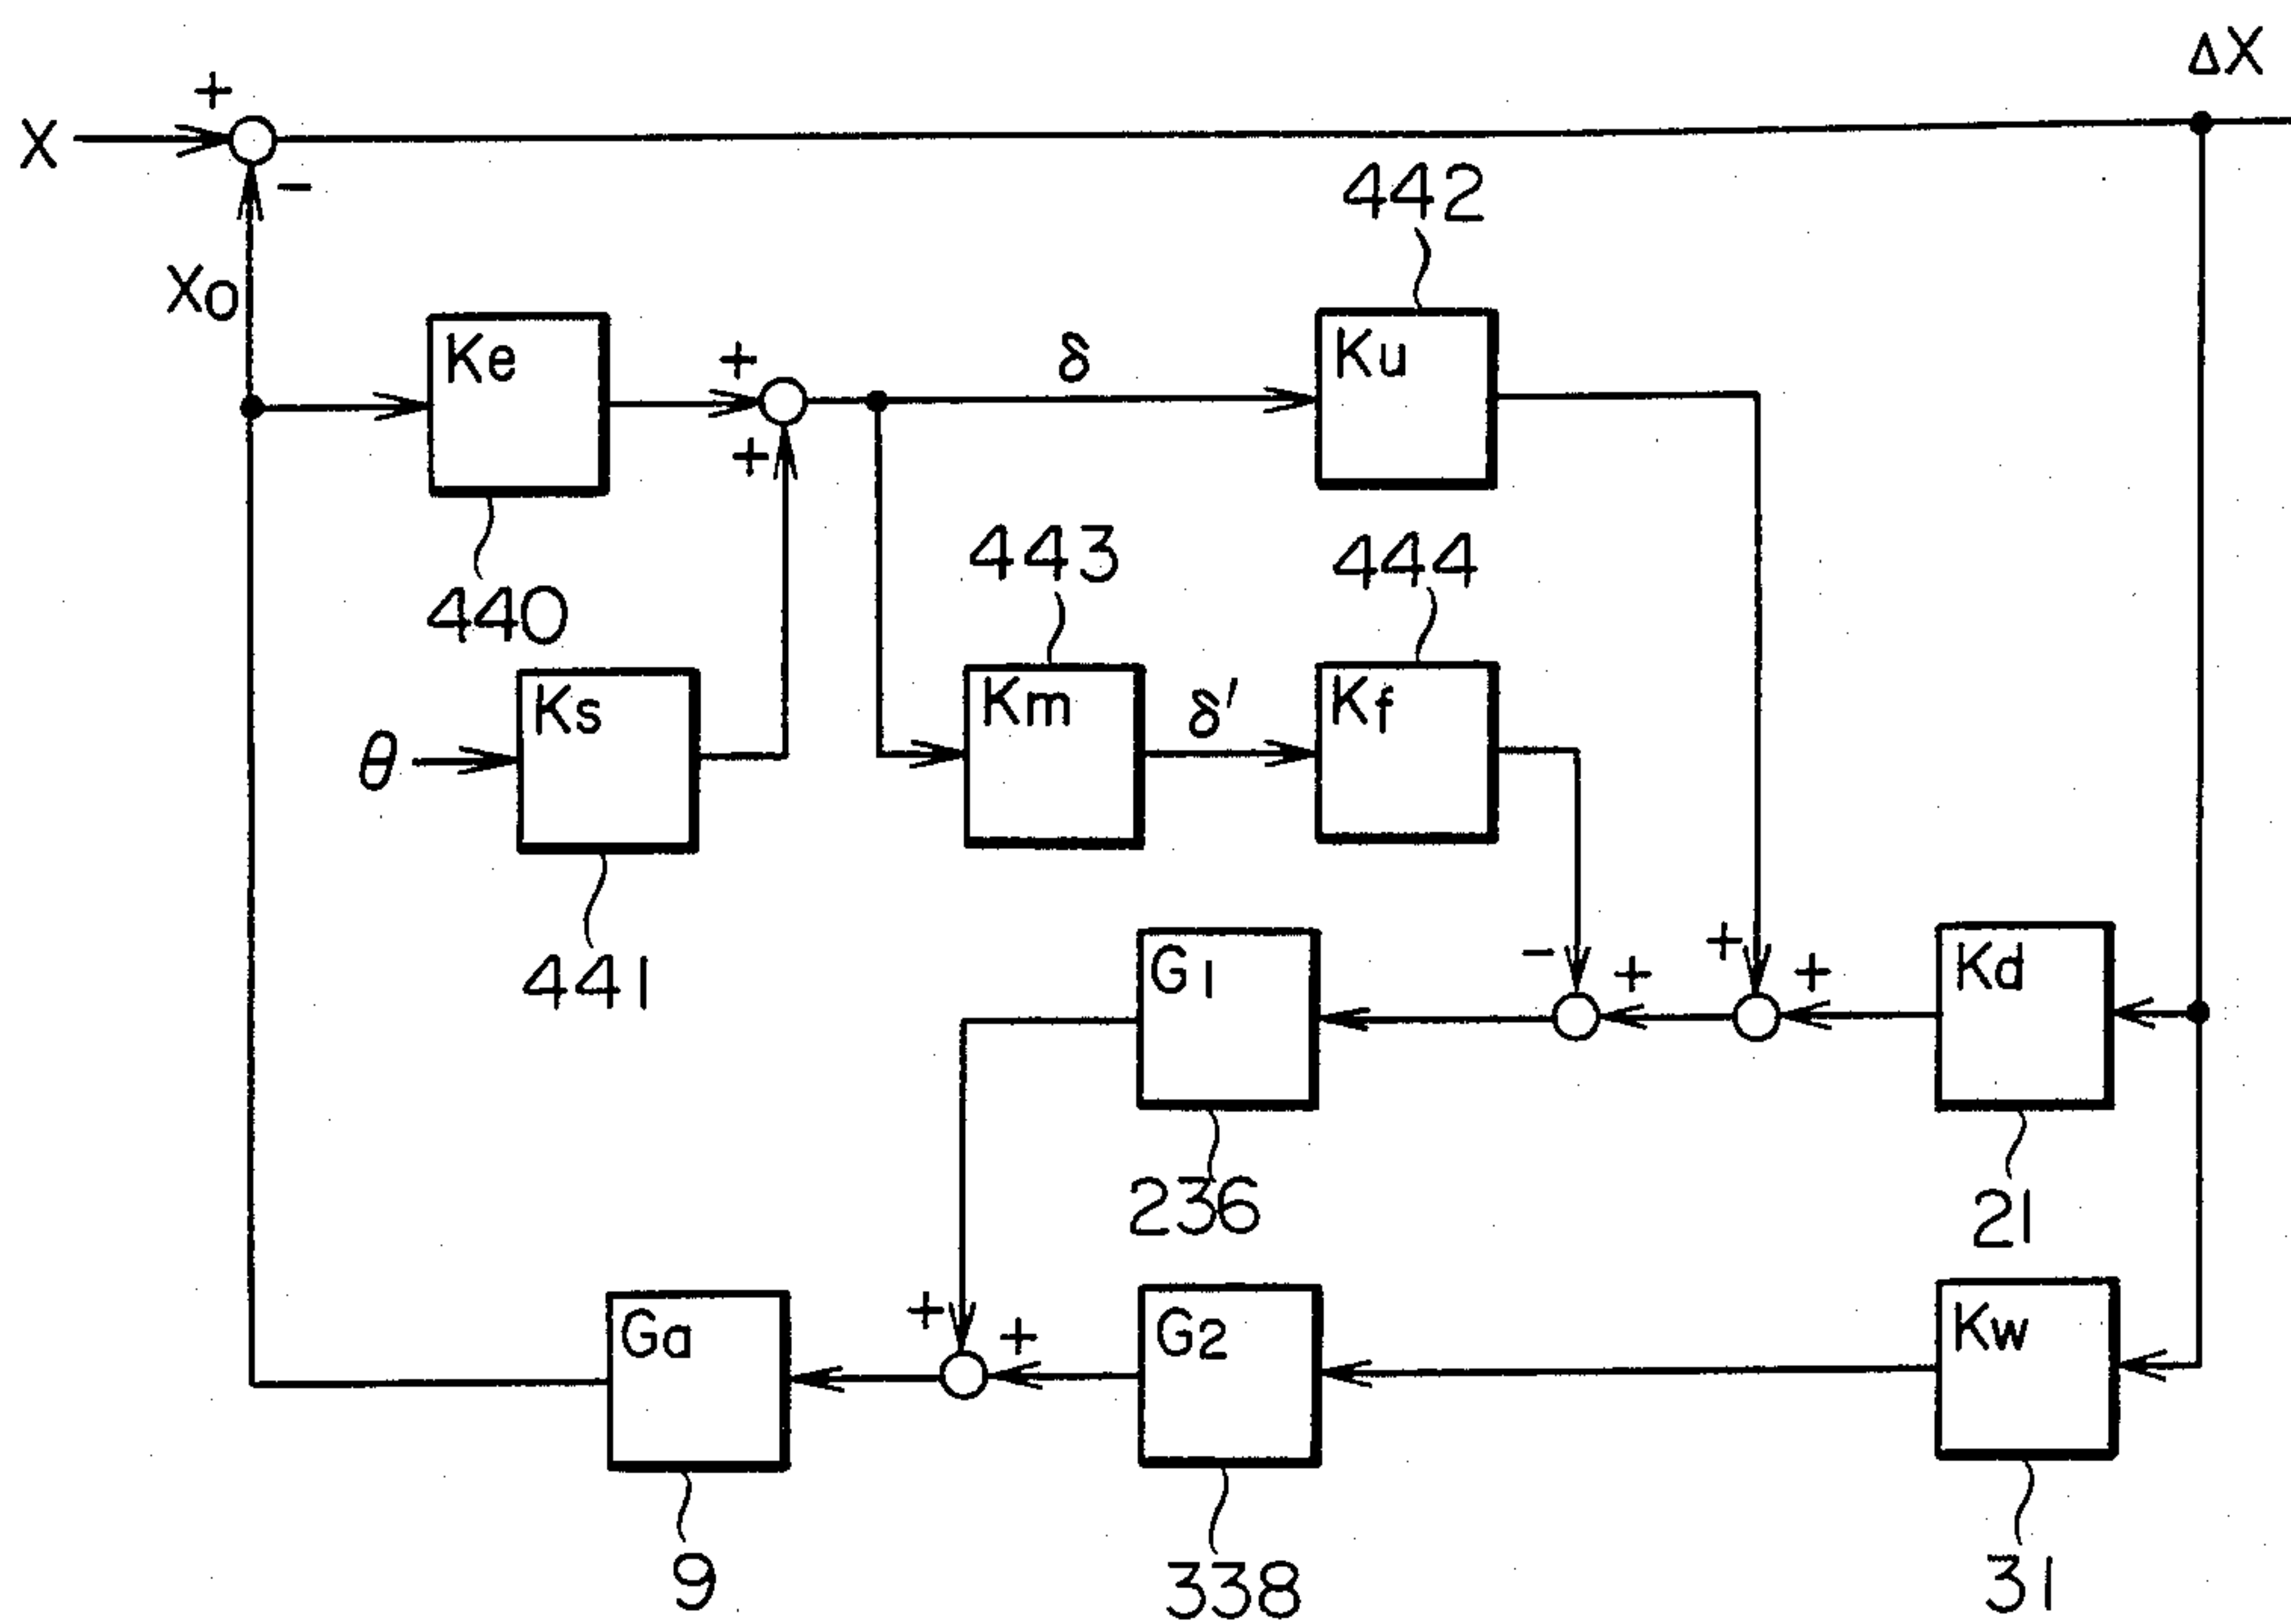 ΔX
+
X
-
442
Xo
Ke
+
δ
Ku
+
443
444
440
Ks
Km
δ'
Kf
θ
441
G1
-
+
+
+
Kd
236
21
Ga
+
+
G2
Kw
9
338
31